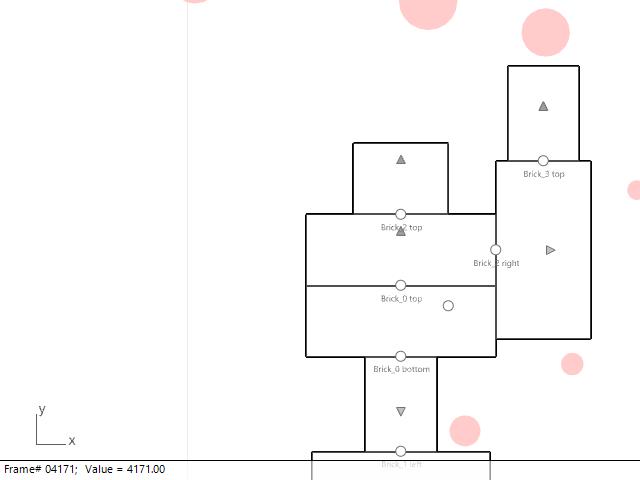 Brick_3 top
Brick_2 top
Brick_2 right
Brick_0 top
Brick_0 bottom
y
x
Brick_1 left
Frame# 04171; Value = 4171.00